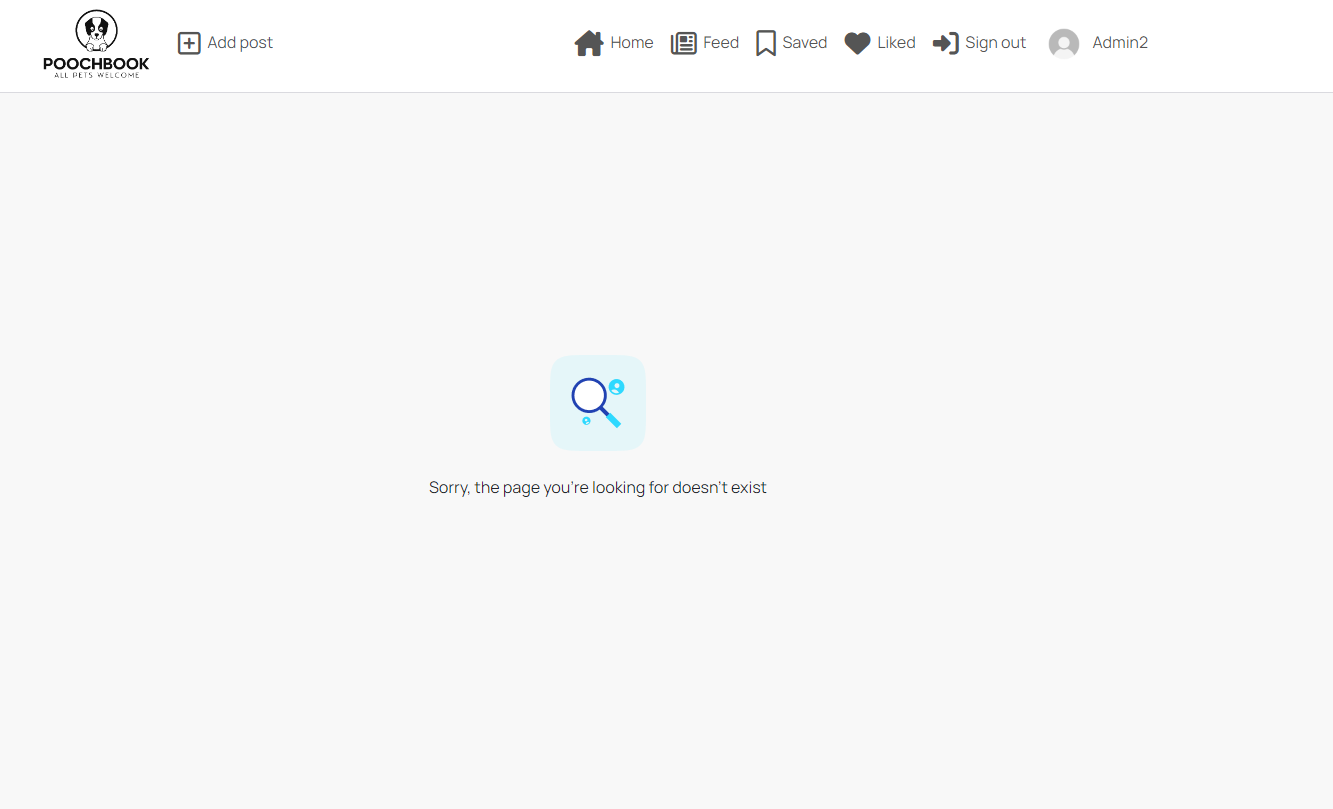 POOCHBOOK
ALL PETS WELCOME
Add post
Home
Feed
Saved
Liked
Sign out
Admin2
Sorry, the page you're looking for doesn't exist